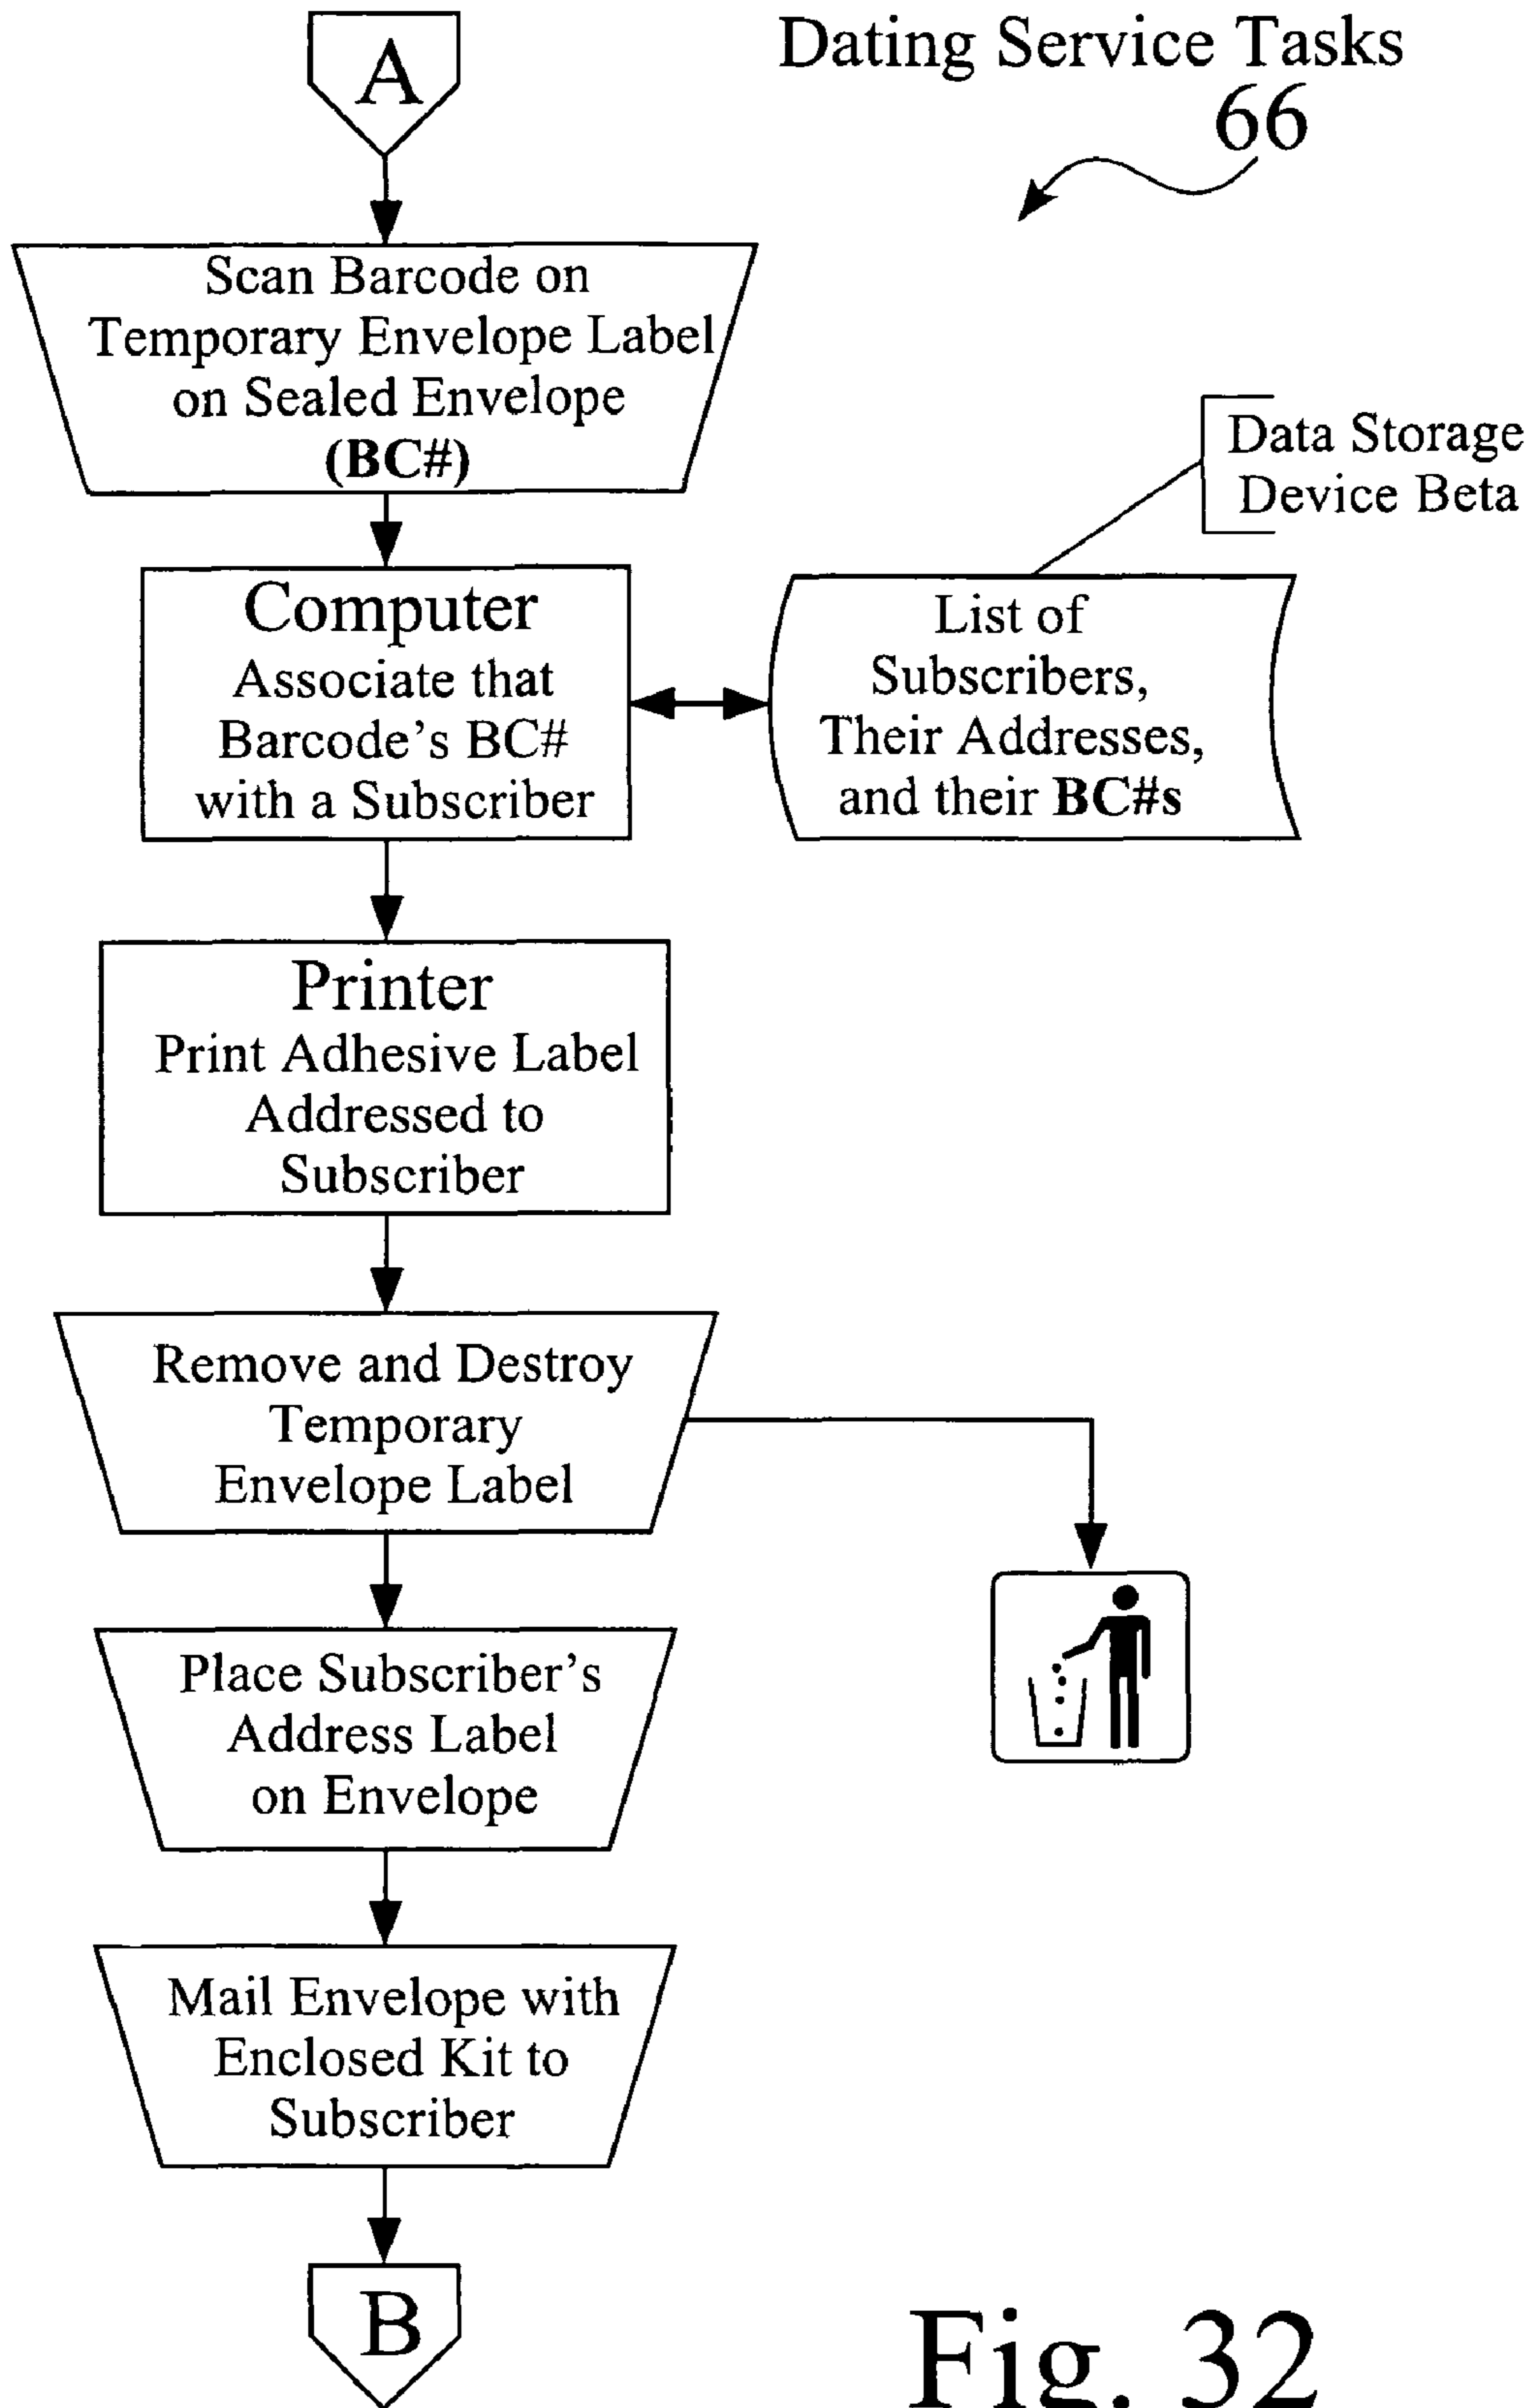 A
Dating Service Tasks
66
Scan Barcode on
Temporary Envelope Label
on Sealed Envelope
(BC#)
Data Storage
Device Beta
Computer
Associate that
Barcode's BC#
with a Subscriber
List of
Subscribers,
Their Addresses,
and their BC#s
Printer
Print Adhesive Label
Addressed to
Subscriber
Remove and Destroy
Temporary
Envelope Label
Place Subscriber's
Address Label
on Envelope
Mail Envelope with
Enclosed Kit to
Subscriber
B
Fig. 32